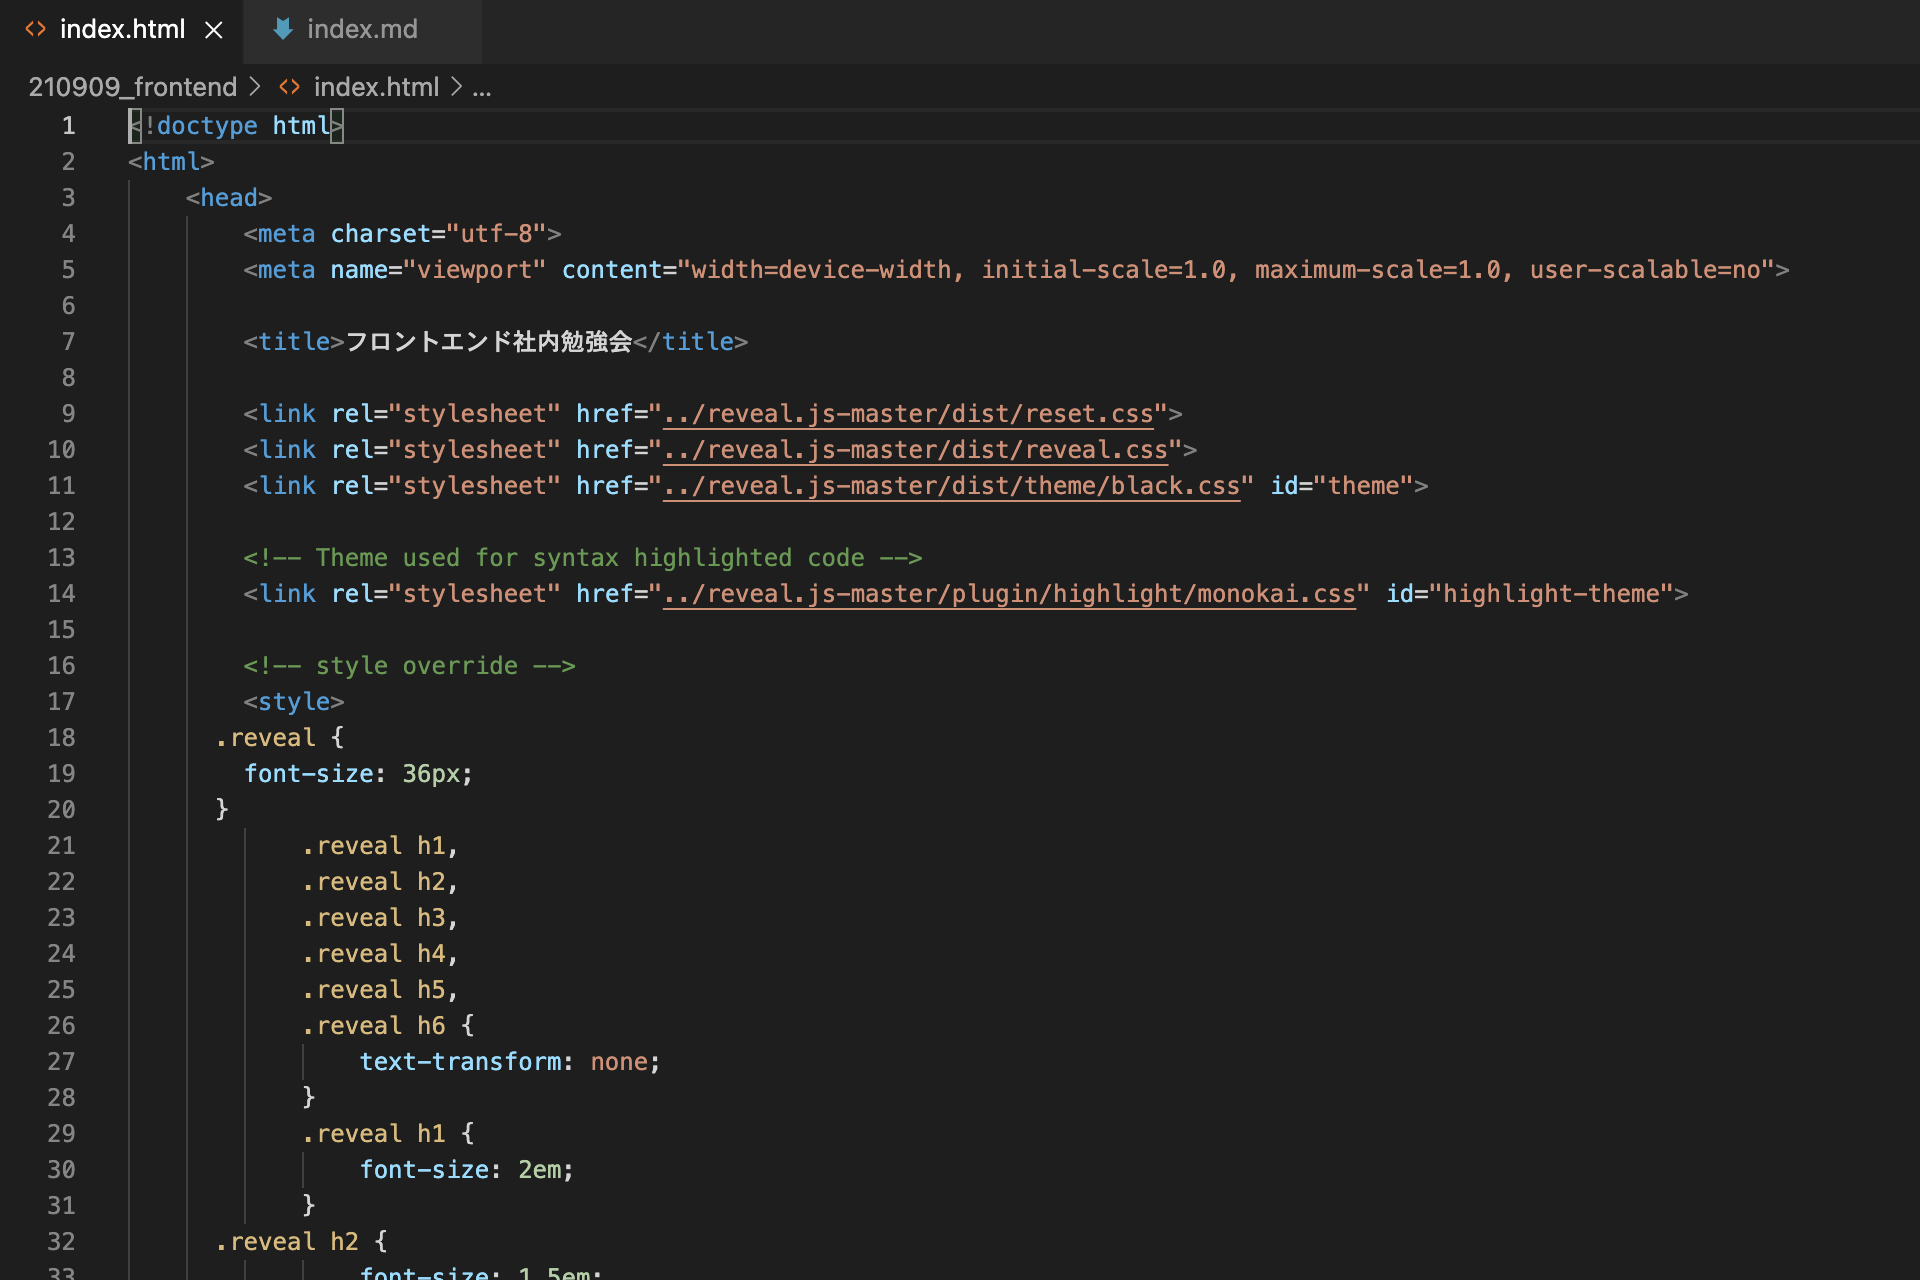 index.html
index.md
210909_frontend > index.html > ...
1 <!doctype html>
2 <html>
3 <head>
4 <meta charset="utf-8">
5 <meta name="viewport" content="width=device-width, initial-scale=1.0, maximum-scale=1.0, user-scalable=no">
6
7 <title>フロントエンド社内勉強会</title>
8
9 <link rel="stylesheet" href="../reveal.js-master/dist/reset.css">
10 <link rel="stylesheet" href="../reveal.js-master/dist/reveal.css">
11 <link rel="stylesheet" href="../reveal.js-master/dist/theme/black.css" id="theme">
12
13 <!-- Theme used for syntax highlighted code -->
14 <link rel="stylesheet" href="../reveal.js-master/plugin/highlight/monokai.css" id="highlight-theme">
15
16 <!-- style override -->
17 <style>
18 .reveal {
19 font-size: 36px;
20 }
21 .reveal h1,
22 .reveal h2,
23 .reveal h3,
24 .reveal h4,
25 .reveal h5,
26 .reveal h6 {
27 text-transform: none;
28 }
29 .reveal h1 {
30 font-size: 2em;
31 }
32 .reveal h2 {
33 font-size: 1.5em;